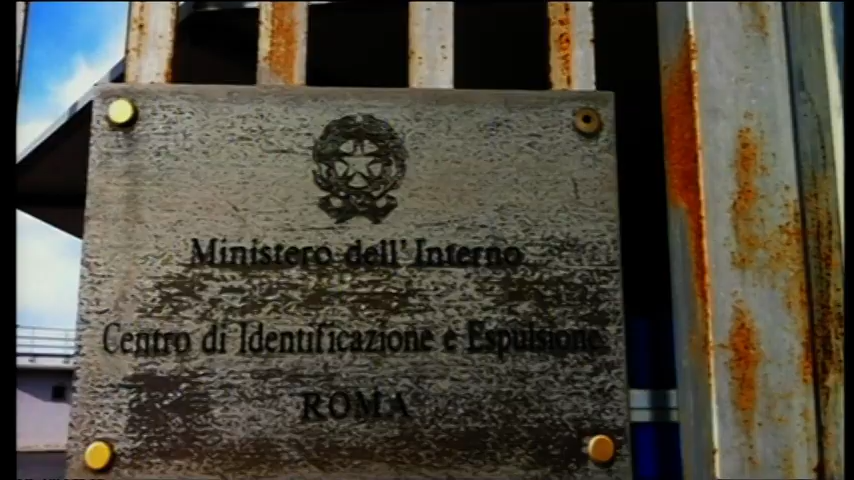 Ministero dell'Interno
Centro di Identificazione e Espulsione
ROMA